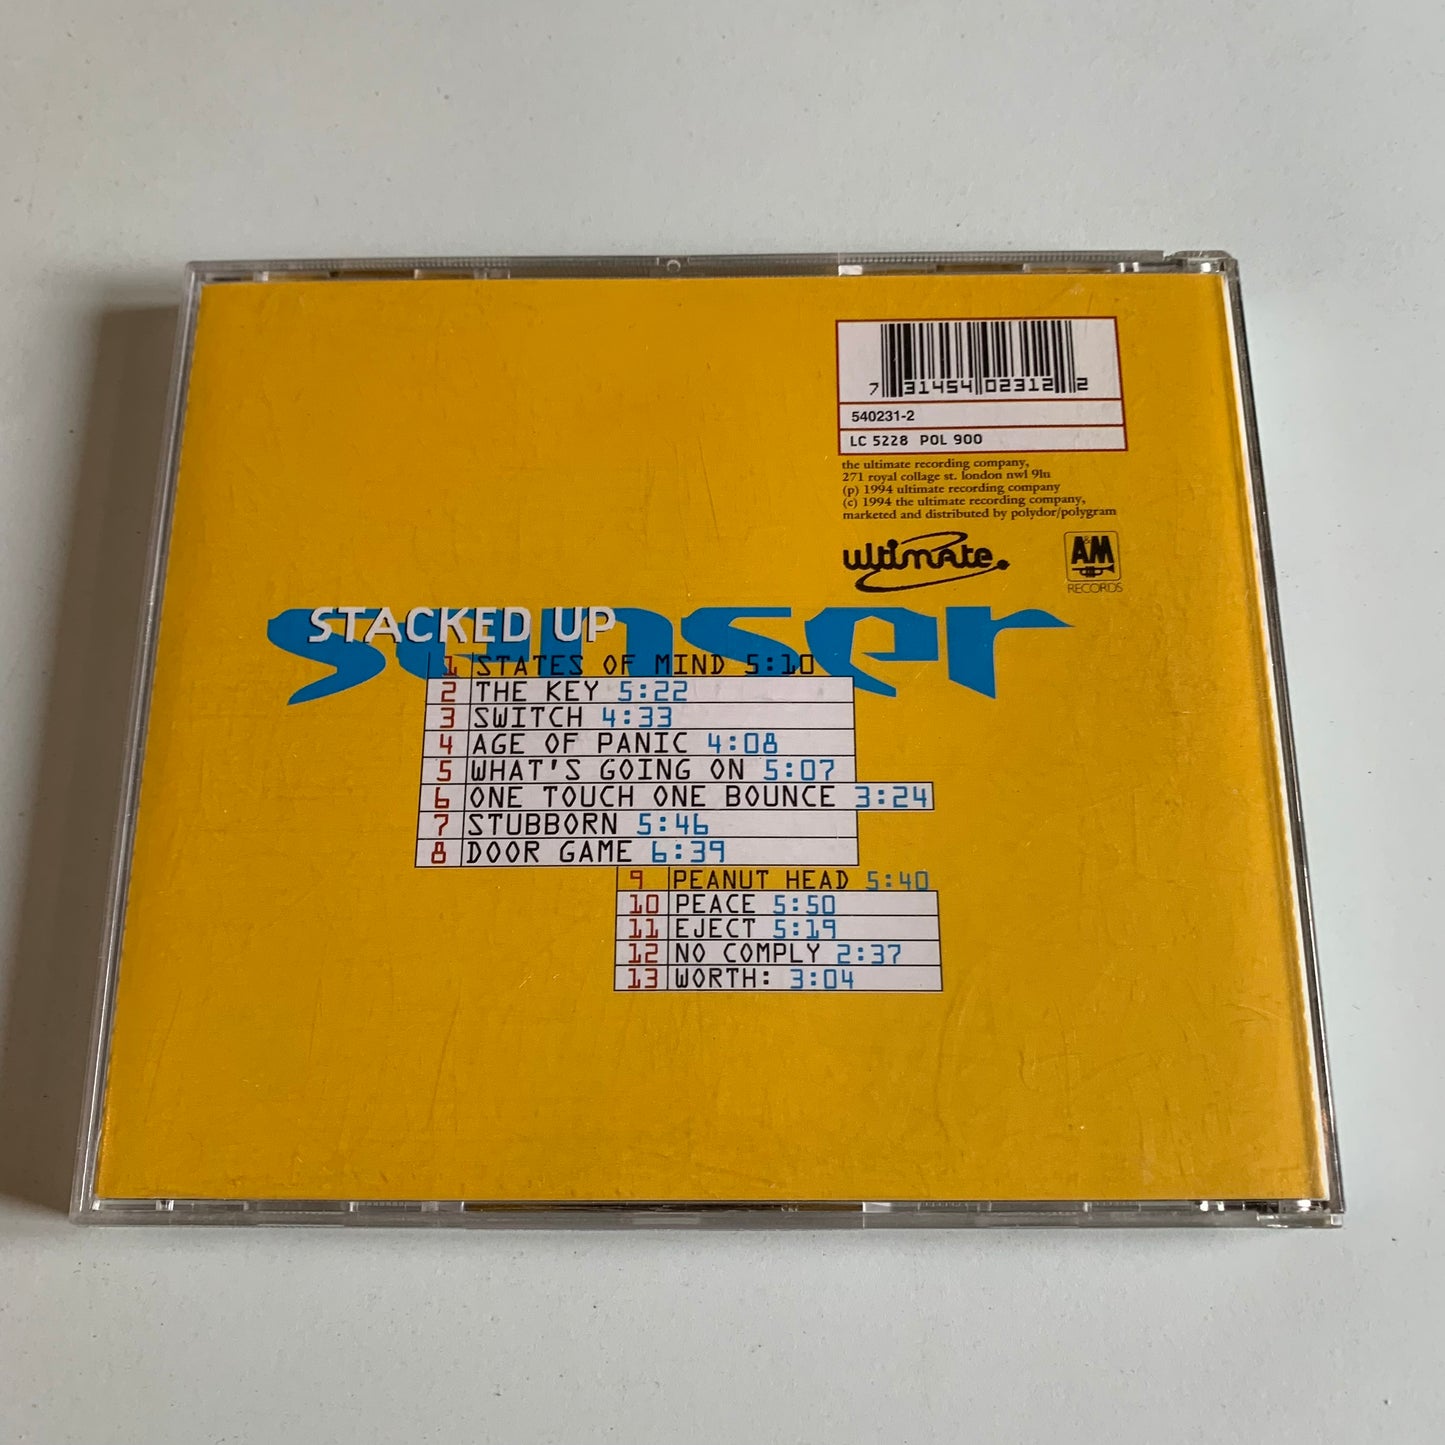 7 31454 02312 2
540231-2
LC 5228 POL 900
the ultimate recording company,
271 royal collage st. london nw1 9lu
(p) 1994 ultimate recording company
(c) 1994 the ultimate recording company,
marketed and distributed by polydor/polygram
ultimate.
A&M
RECORDS
senser
STACKED UP
1 STATES OF MIND 5:10
2 THE KEY 5:22
3 SWITCH 4:33
4 AGE OF PANIC 4:08
5 WHAT'S GOING ON 5:07
6 ONE TOUCH ONE BOUNCE 3:24
7 STUBBORN 5:46
8 DOOR GAME 6:39
9 PEANUT HEAD 5:40
10 PEACE 5:50
11 EJECT 5:19
12 NO COMPLY 2:37
13 WORTH: 3:04